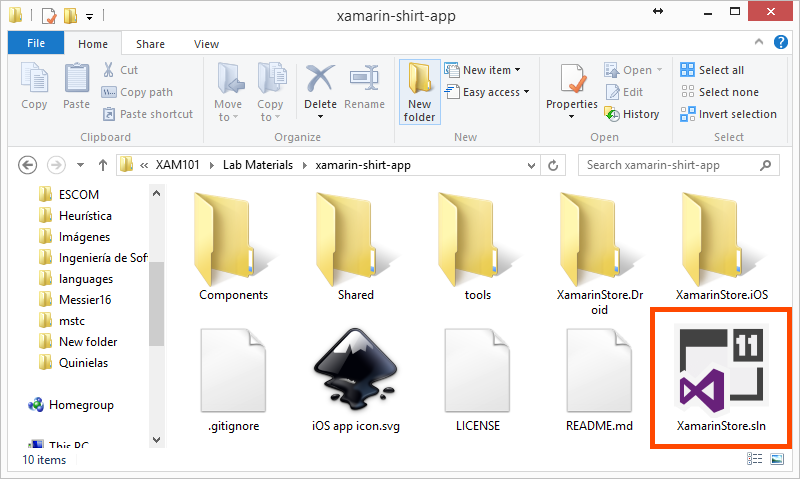 xamarin-shirt-app
File Home Share View
Copy
Paste
Cut
Copy path
Paste shortcut
Clipboard
Move to
Copy to
Delete
Rename
Organize
New folder
New item
Easy access
New
Properties
Open
Edit
History
Open
Select all
Select none
Invert selection
Select
« XAM101 Lab Materials xamarin-shirt-app
Search xamarin-shirt-app
ESCOM
Heurística
Imágenes
Ingeniería de Sof
languages
Messier16
mstc
New folder
Quinielas
Homegroup
This PC
Components
Shared
tools
XamarinStore.Dr
oid
XamarinStore.iOS
.gitignore
iOS app icon.svg
LICENSE
README.md
11
XamarinStore.sln
10 items